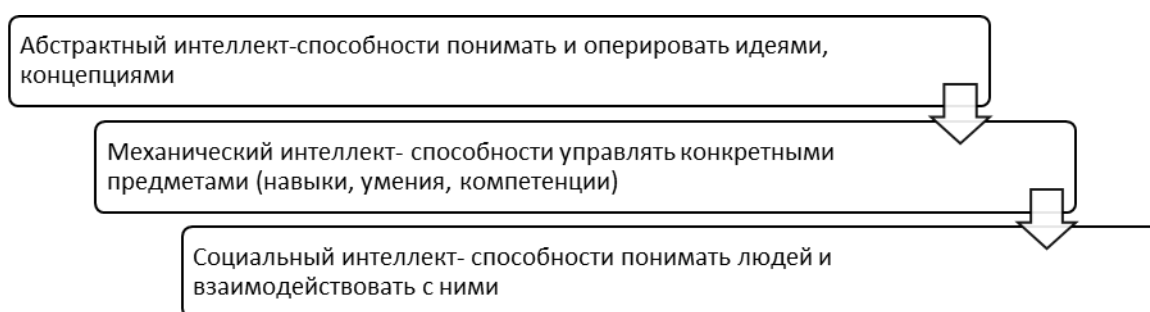 Абстрактный интеллект-способности понимать и оперировать идеями,
концепциями
Механический интеллект- способности управлять конкретными
предметами (навыки, умения, компетенции)
Социальный интеллект- способности понимать людей и
взаимодействовать с ними